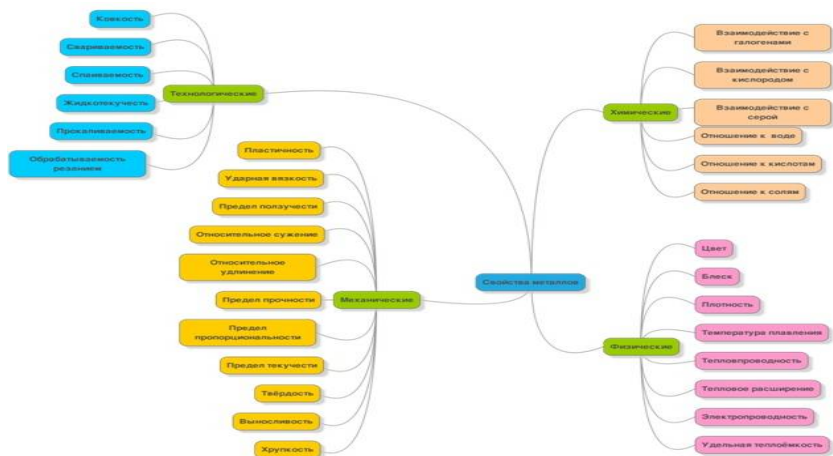 Ковкость
Свариваемость
Спаиваемость
Жидкотекучесть
Прокаливаемость
Обрабатываемость
резанием
Технологические
Пластичность
Ударная вязкость
Предел ползучести
Относительное сужение
Относительное
удлинение
Предел прочности
Предел
пропорциональности
Предел текучести
Твёрдость
Выносливость
Хрупкость
Механические
Свойства металлов
Химические
Взаимодействие с
галогенами
Взаимодействие с
кислородом
Взаимодействие с
серой
Отношение к воде
Отношение к кислотам
Отношение к солям
Физические
Цвет
Блеск
Плотность
Температура плавления
Теплопроводность
Тепловое расширение
Электропроводность
Удельная теплоёмкость